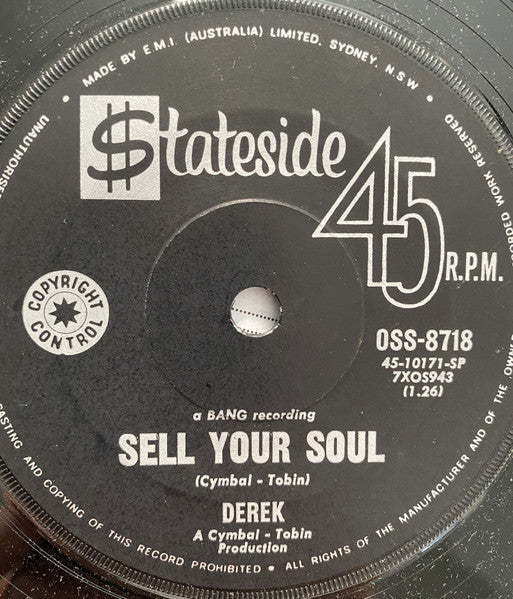 MADE BY E.M.I. (AUSTRALIA) LIMITED, SYDNEY, N.S.W.
$tateside
45
R.P.M.
COPYRIGHT
CONTROL
OSS-8718
45-10171-SP
7XOS943
(1.26)
a BANG recording
SELL YOUR SOUL
(Cymbal - Tobin)
DEREK
A Cymbal - Tobin
Production
UNAUTHORISED
CASTING AND COPYING OF THIS RECORD PROHIBITED • ALL RIGHTS OF THE MANUFACTURER AND OF THE OWNER
WORK RESERVED